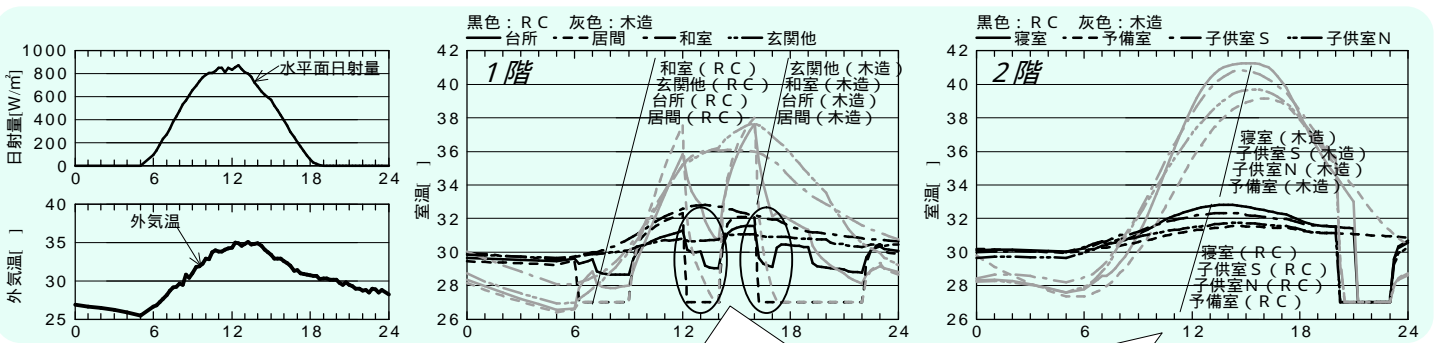 1000
800
600
400
200
0
日射量[W/㎡]
水平面日射量
0 6 12 18 24
40
35
30
25
外気温[ ]
外気温
0 6 12 18 24
黒色：ＲＣ 灰色：木造
台所 居間 和室 玄関他
42
40
38
36
34
32
30
28
26
室温[ ]
1階
和室（ＲＣ）
玄関他（ＲＣ）
台所（ＲＣ）
居間（ＲＣ）
玄関他（木造）
和室（木造）
台所（木造）
居間（木造）
0 6 12 18 24
黒色：ＲＣ 灰色：木造
寝室 予備室 子供室Ｓ 子供室Ｎ
42
40
38
36
34
32
30
28
26
室温[ ]
2階
寝室（木造）
子供室Ｓ（木造）
子供室Ｎ（木造）
予備室（木造）
寝室（ＲＣ）
子供室Ｓ（ＲＣ）
子供室Ｎ（ＲＣ）
予備室（ＲＣ）
0 6 12 18 24